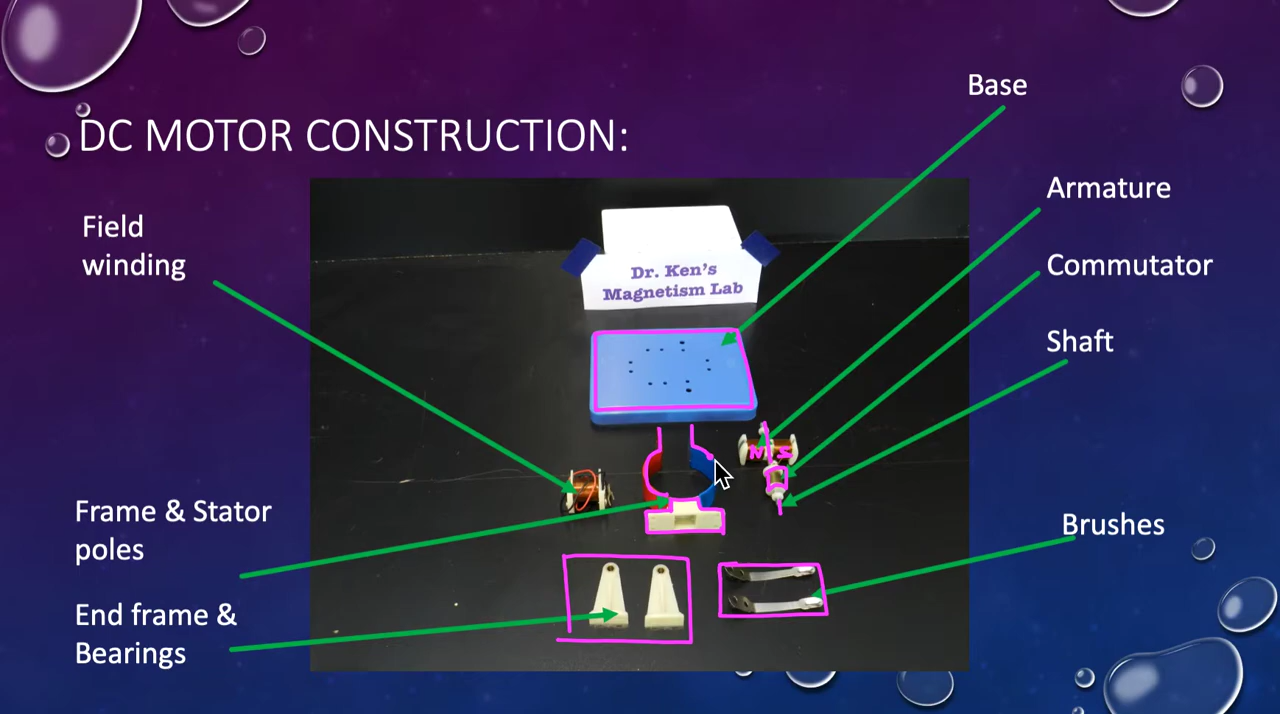 DC MOTOR CONSTRUCTION:
Base
Armature
Field
winding
Commutator
Dr. Ken's
Magnetism Lab
Shaft
Frame & Stator
poles
Brushes
End frame &
Bearings